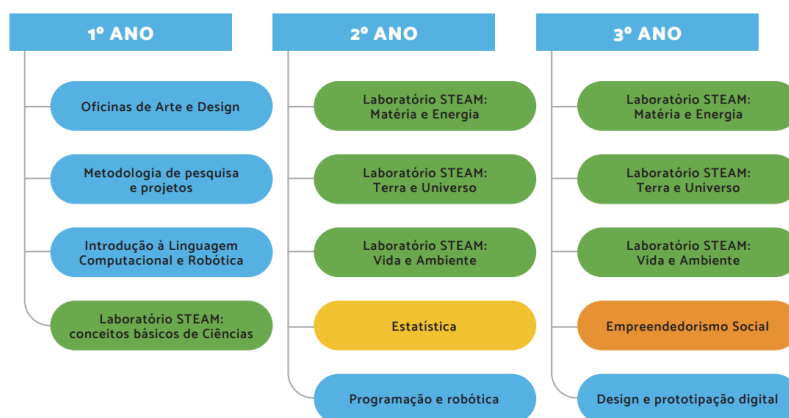 1º ANO
Oficinas de Arte e Design
Metodologia de pesquisa
e projetos
Introdução à Linguagem
Computacional e Robótica
Laboratório STEAM:
conceitos básicos de Ciências
2º ANO
Laboratório STEAM:
Matéria e Energia
Laboratório STEAM:
Terra e Universo
Laboratório STEAM:
Vida e Ambiente
Estatística
Programação e robótica
3º ANO
Laboratório STEAM:
Matéria e Energia
Laboratório STEAM:
Terra e Universo
Laboratório STEAM:
Vida e Ambiente
Empreendedorismo Social
Design e prototipação digital